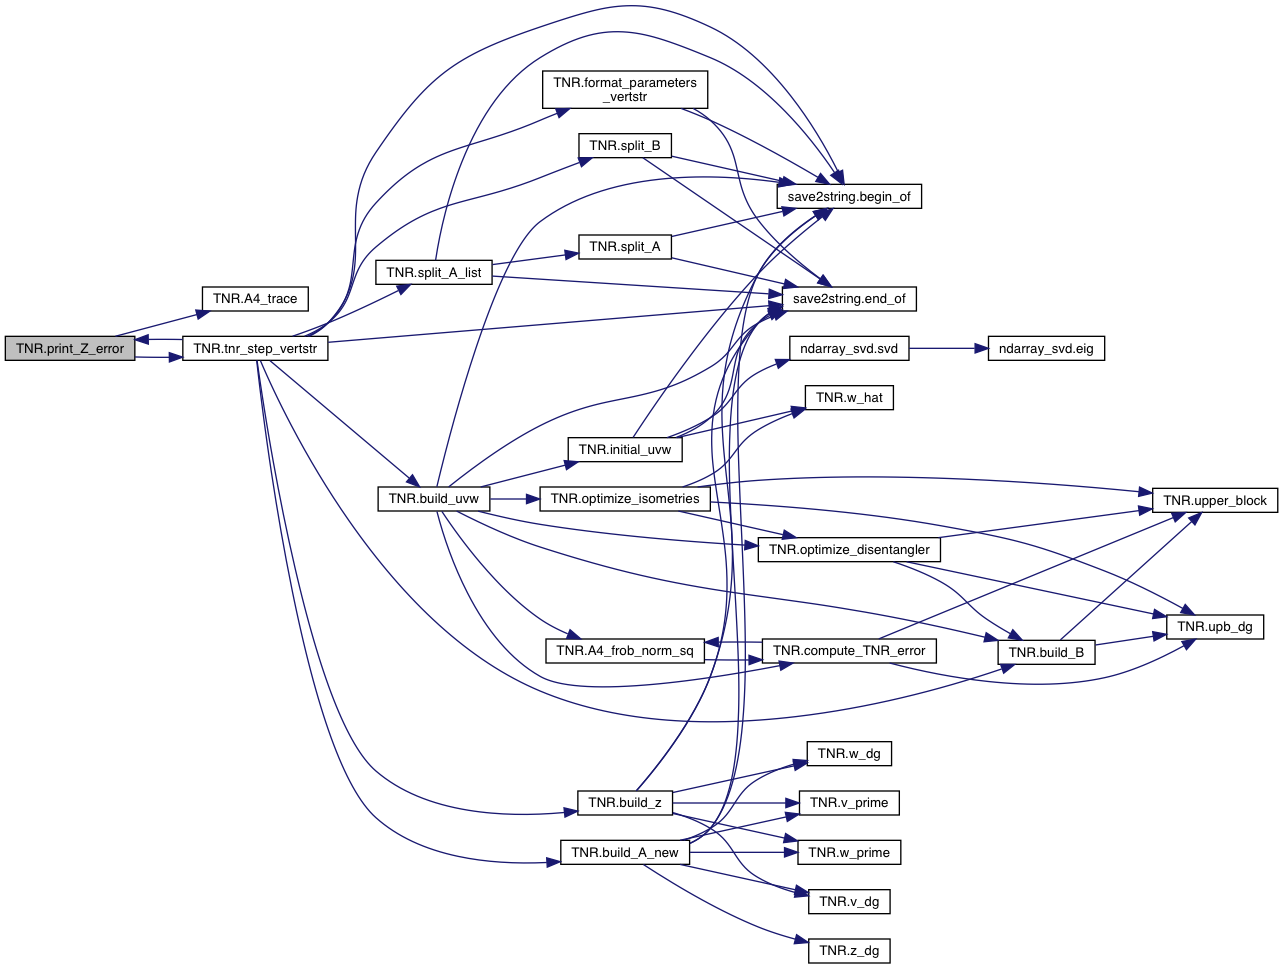 TNR.format_parameters
_vertstr
TNR.split_B
save2string.begin_of
TNR.split_A
TNR.split_A_list
TNR.A4_trace
save2string.end_of
TNR.print_Z_error
TNR.tnr_step_vertstr
ndarray_svd.svd
ndarray_svd.eig
TNR.w_hat
TNR.initial_uvw
TNR.build_uvw
TNR.optimize_isometries
TNR.upper_block
TNR.optimize_disentangler
TNR.upb_dg
TNR.A4_frob_norm_sq
TNR.compute_TNR_error
TNR.build_B
TNR.w_dg
TNR.build_z
TNR.v_prime
TNR.build_A_new
TNR.w_prime
TNR.v_dg
TNR.z_dg